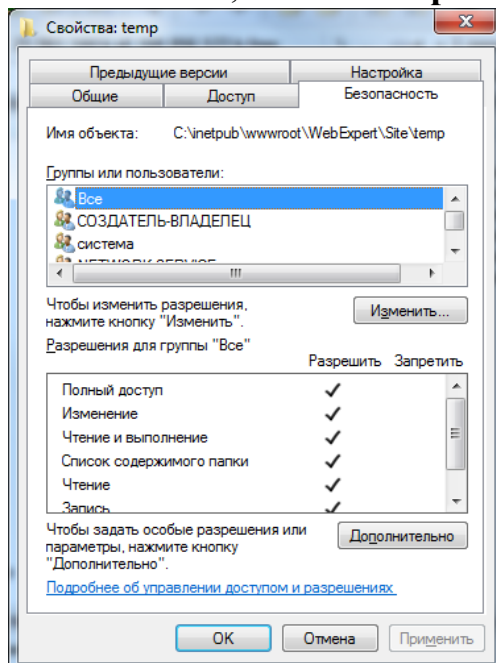 Свойства: temp
Предыдущие версии
Настройка
Общие
Доступ
Безопасность
Имя объекта: C:\inetpub\wwwroot\WebExpert\Site\temp
Группы или пользователи:
Все
СОЗДАТЕЛЬ-ВЛАДЕЛЕЦ
система
NETWORK SERVICE
Чтобы изменить разрешения,
нажмите кнопку "Изменить".
Изменить...
Разрешения для группы "Все"
Разрешить Запретить
Полный доступ
Изменение
Чтение и выполнение
Список содержимого папки
Чтение
Запись
Чтобы задать особые разрешения или
параметры, нажмите кнопку
"Дополнительно".
Дополнительно
Подробнее об управлении доступом и разрешениях
ОК
Отмена
Применить